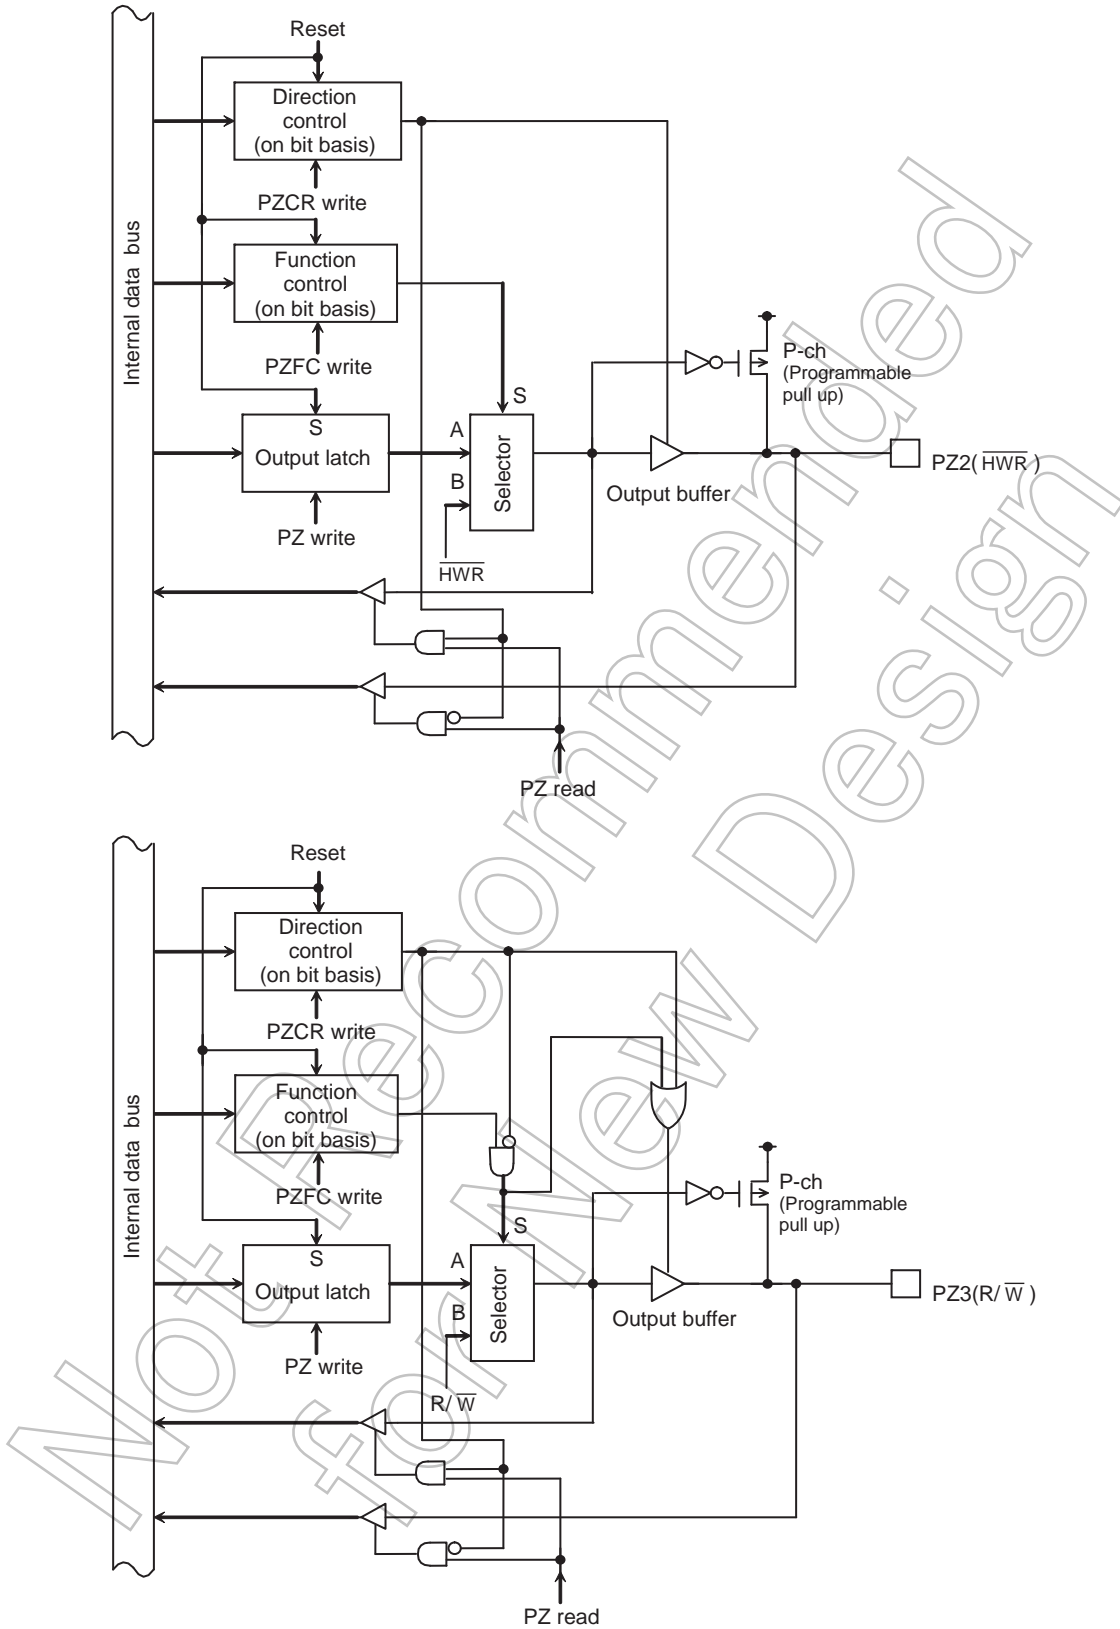 Reset
Direction
control
(on bit basis)
PZCR write
Function
control
(on bit basis)
PZFC write
Internal data bus
P-ch
(Programmable
pull up)
S
S
A
Output latch
B
Selector
PZ2(HWR)
Output buffer
PZ write
HWR
PZ read
Reset
Direction
control
(on bit basis)
PZCR write
Function
control
(on bit basis)
PZFC write
Internal data bus
P-ch
(Programmable
pull up)
S
S
A
Output latch
B
Selector
PZ3(R/W)
Output buffer
PZ write
R/W
PZ read
Not Recommended
for New Design